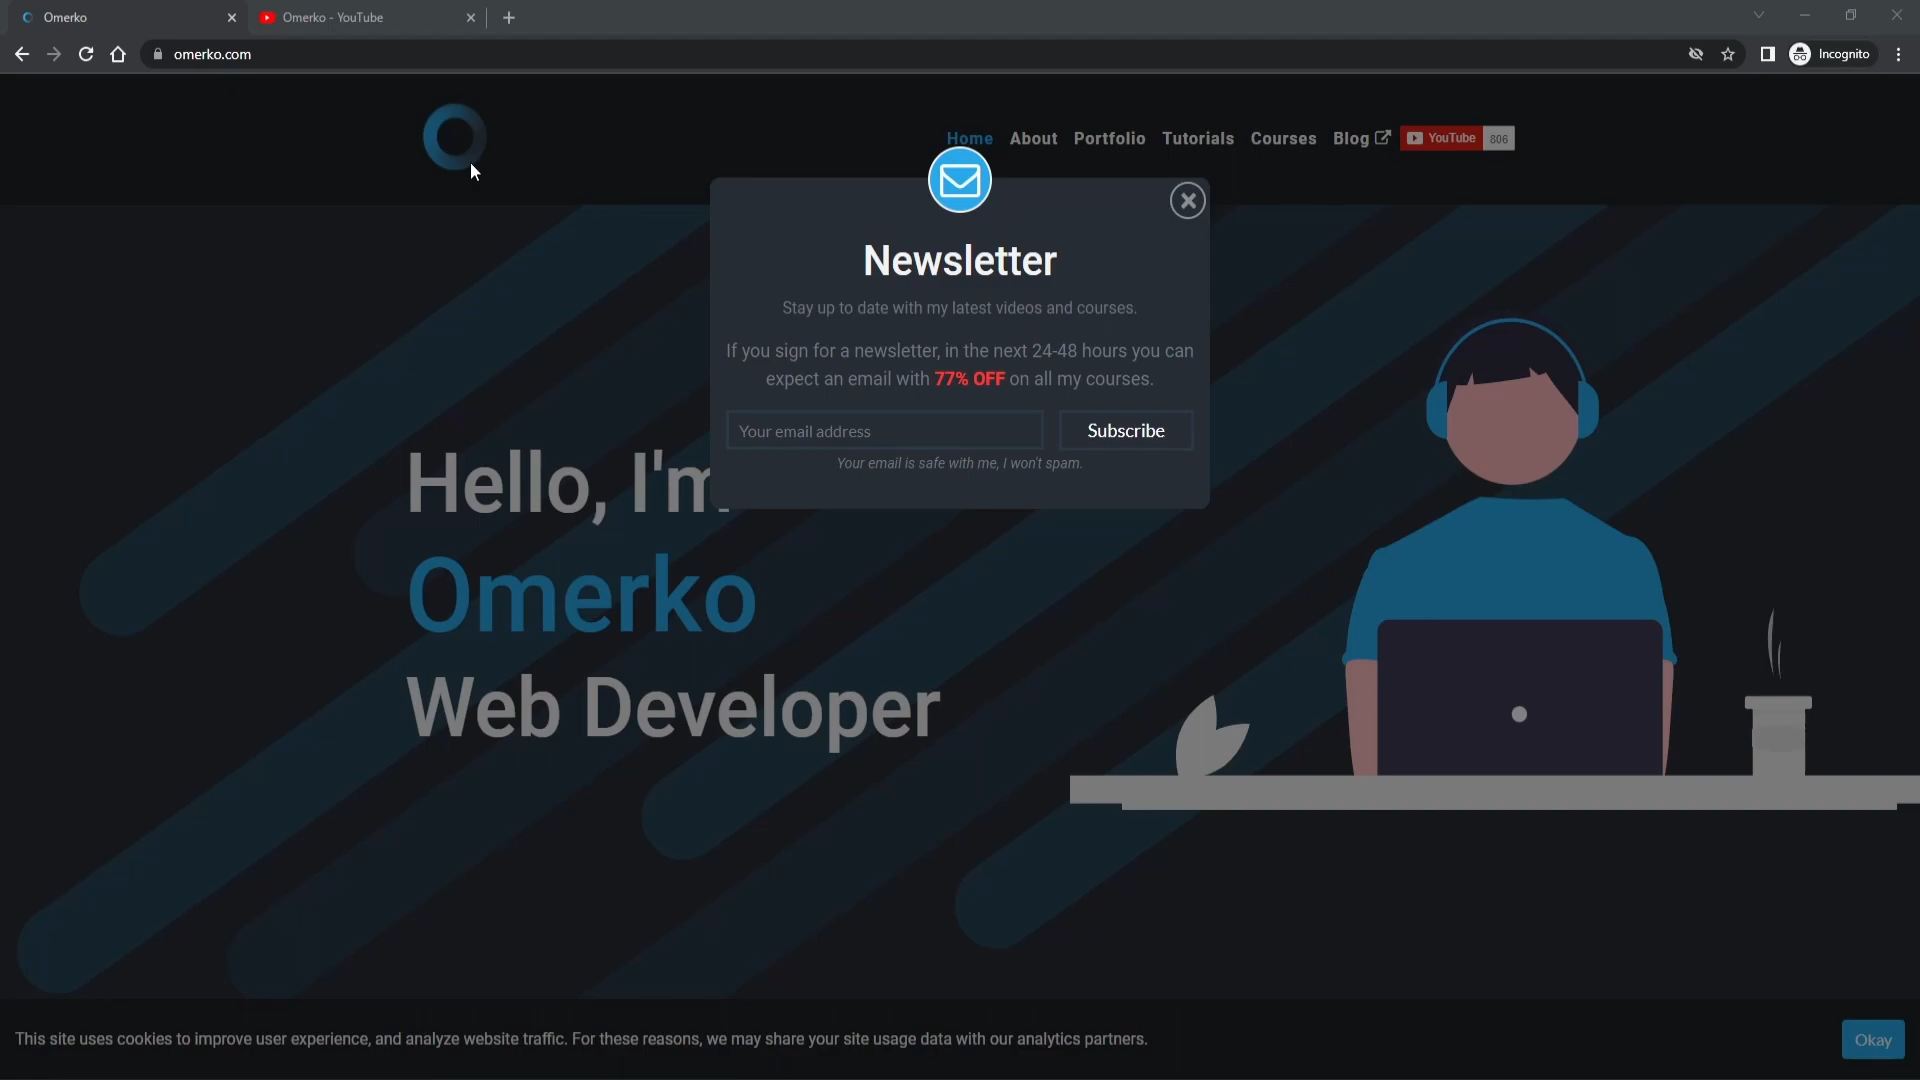 Omerko
Omerko - YouTube
omerko.com
Incognito
Home
About
Portfolio
Tutorials
Courses
Blog
YouTube
806
Newsletter
Stay up to date with my latest videos and courses.
If you sign for a newsletter, in the next 24-48 hours you can
expect an email with 77% OFF on all my courses.
Your email address
Subscribe
Your email is safe with me, I won't spam.
Hello, I'm
Omerko
Web Developer
This site uses cookies to improve user experience, and analyze website traffic. For these reasons, we may share your site usage data with our analytics partners.
Okay